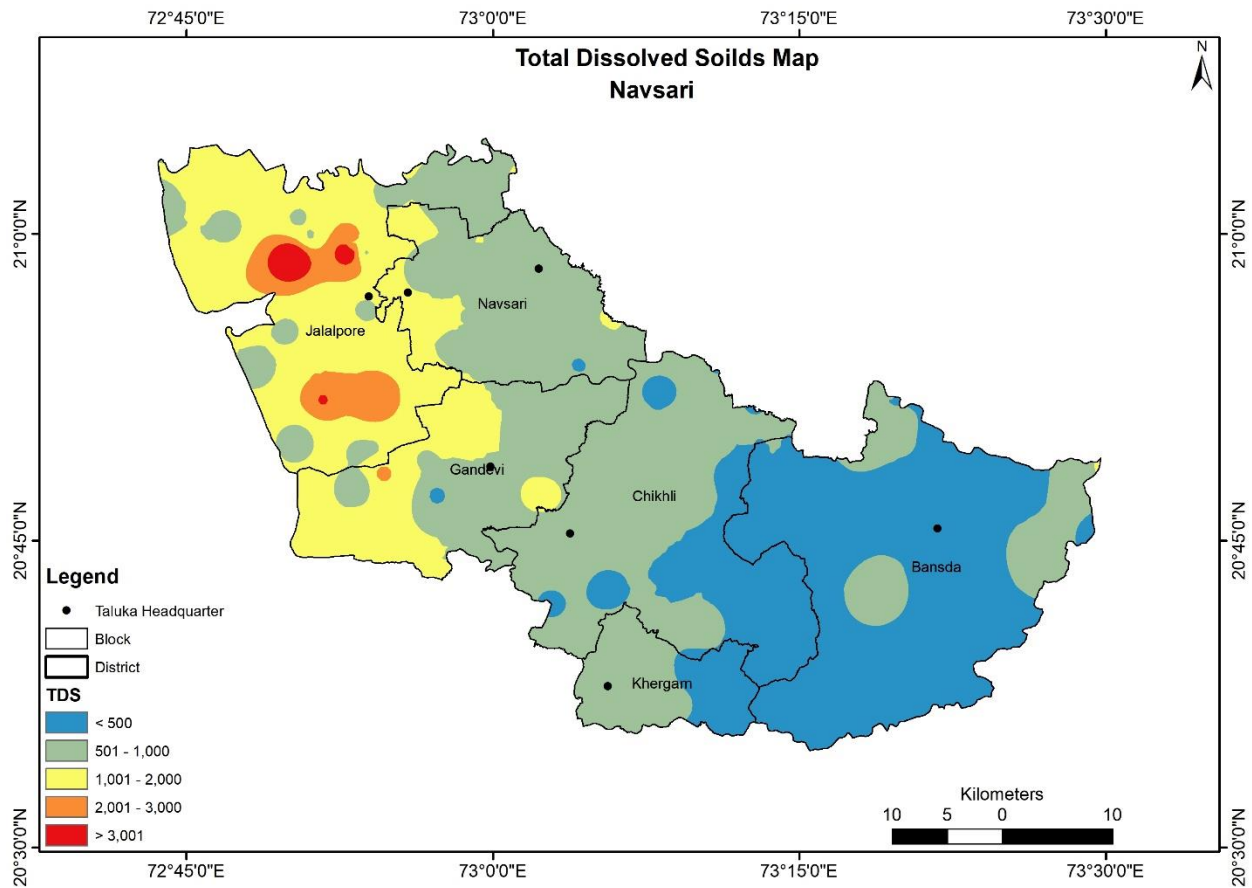 72°45'0"E 73°00'0"E 73°15'0"E 73°30'0"E
Total Dissolved Soilds Map
Navsari
N
21°0'0"N
21°0'0"N
Navsari
Jalalpore
Gandevi
Chikhli
Bansda
Khergam
20°45'0"N
20°45'0"N
Legend
Taluka Headquarter
Block
District
TDS
< 500
501 - 1,000
1,001 - 2,000
2,001 - 3,000
> 3,001
Kilometers
10 5 0 10
20°30'0"N
20°30'0"N
72°45'0"E 73°00'0"E 73°15'0"E 73°30'0"E